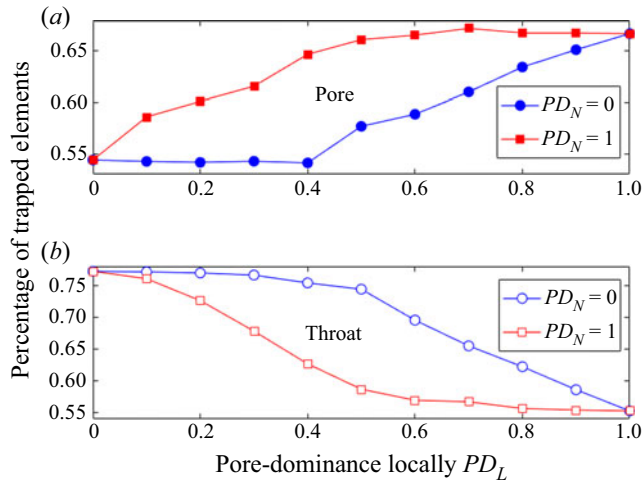 (a)
0.65
0.60
0.55
Pore
PD_N = 0
PD_N = 1
0 0.2 0.4 0.6 0.8 1.0
Percentage of trapped elements
(b)
0.75
0.70
0.65
0.60
0.55
Throat
PD_N = 0
PD_N = 1
0 0.2 0.4 0.6 0.8 1.0
Pore-dominance locally PD_L